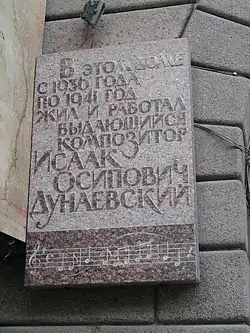 В ЭТОМ ДОМЕ
С 1936 ГОДА
ПО 1941 ГОД
ЖИЛ И РАБОТАЛ
ВЫДАЮЩИЙСЯ
КОМПОЗИТОР
ИСААК
ОСИПОВИЧ
ДУНАЕВСКИЙ